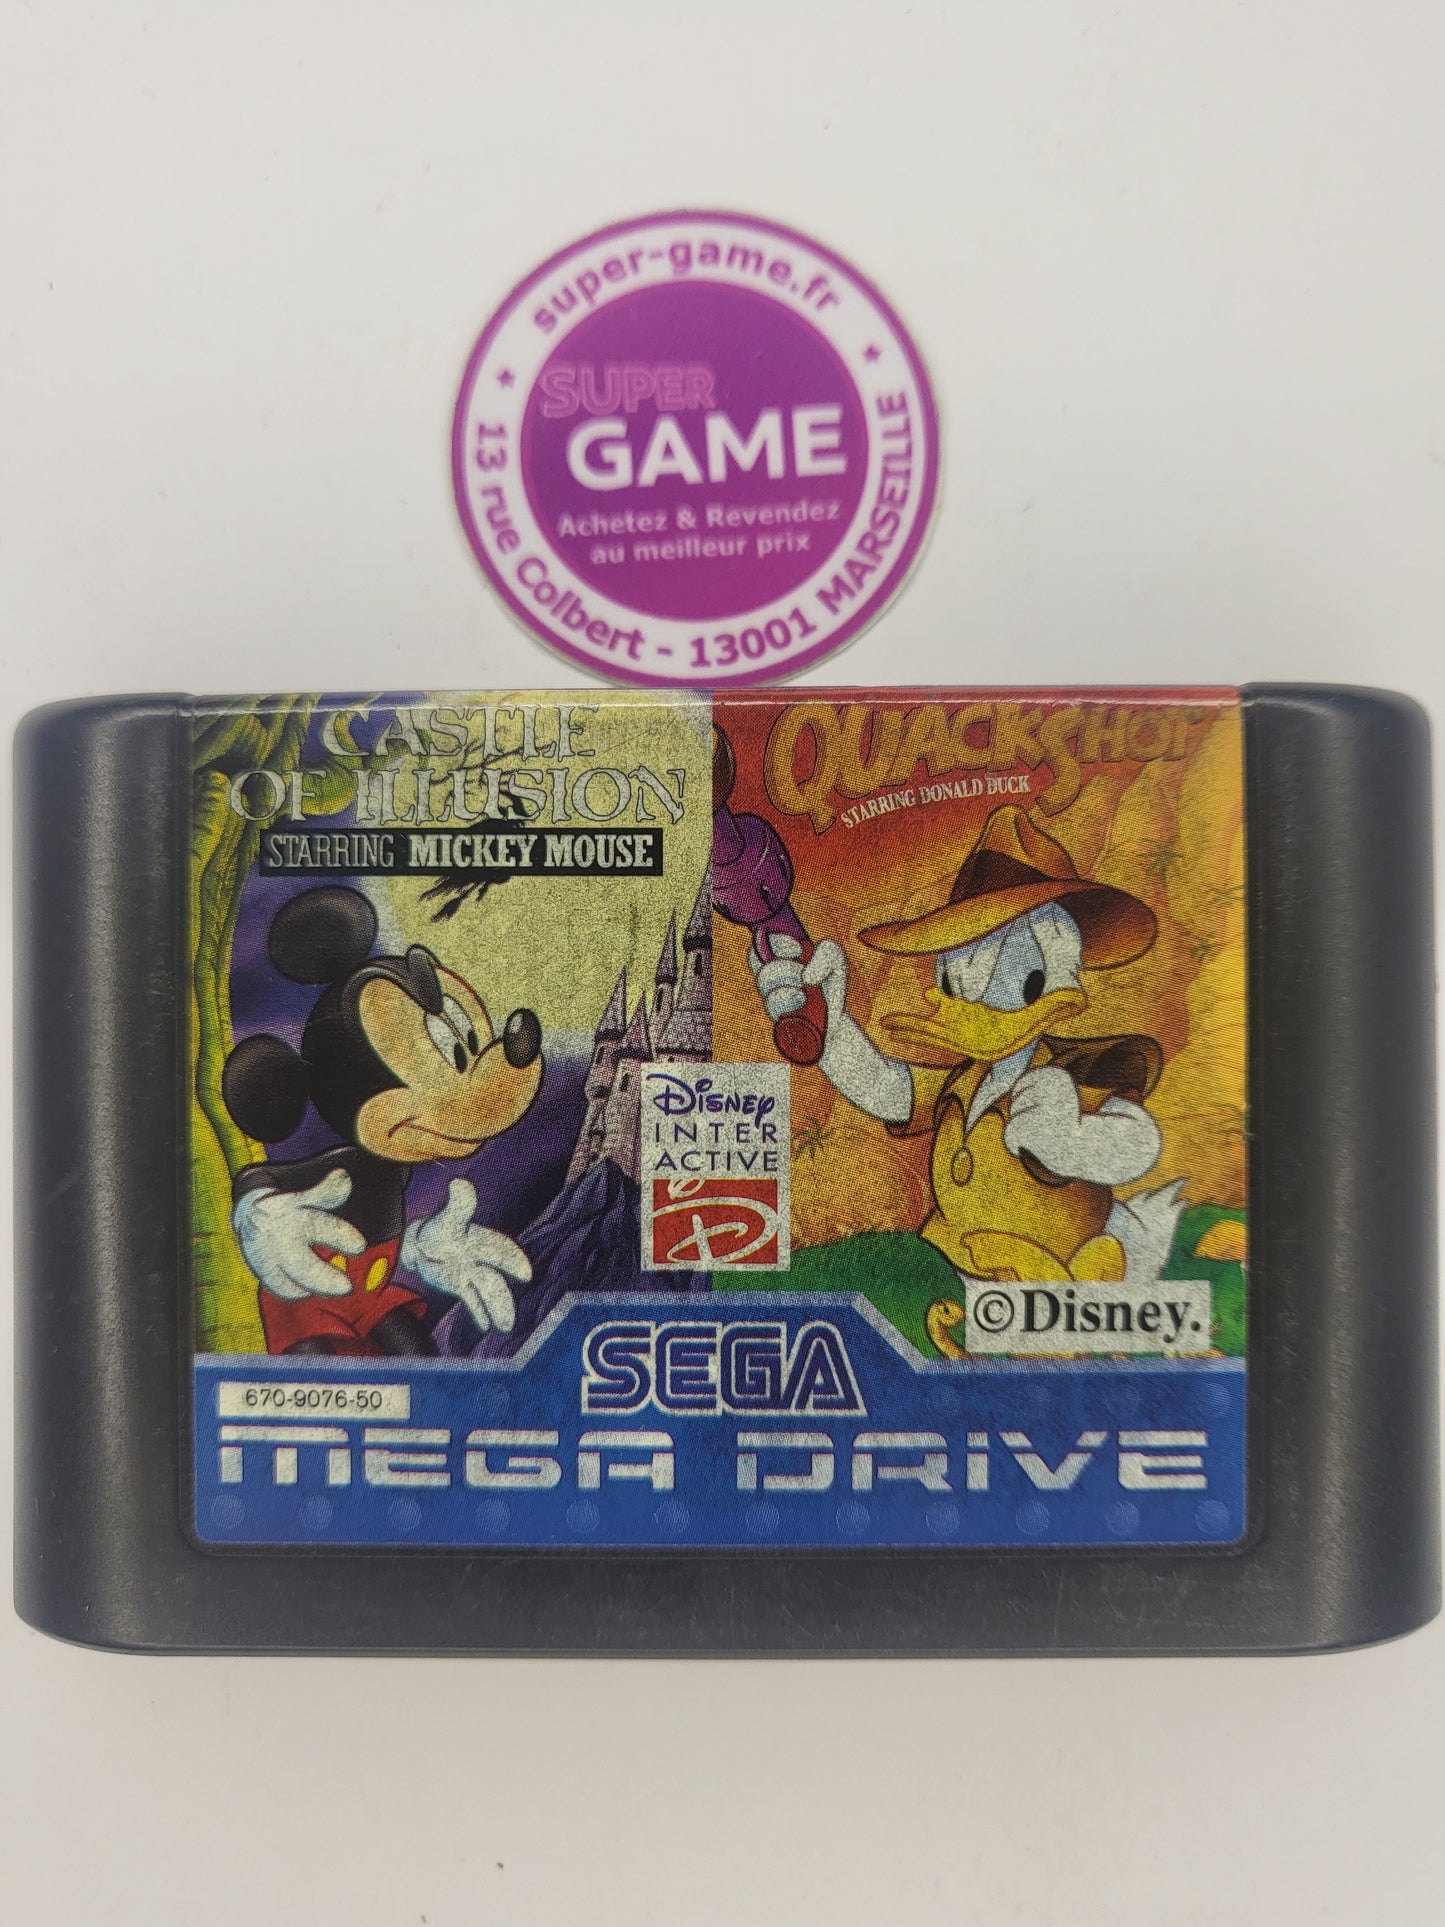 super-game.fr
SUPER
GAME
Achetez & Revendez
au meilleur prix
13 rue Colbert - 13001 MARSEILLE
CASTLE
OF ILLUSION
STARRING MICKEY MOUSE
QUACKSHOT
STARRING DONALD DUCK
DISNEY
INTER
ACTIVE
D
©Disney.
SEGA
670-9076-50
MEGA DRIVE